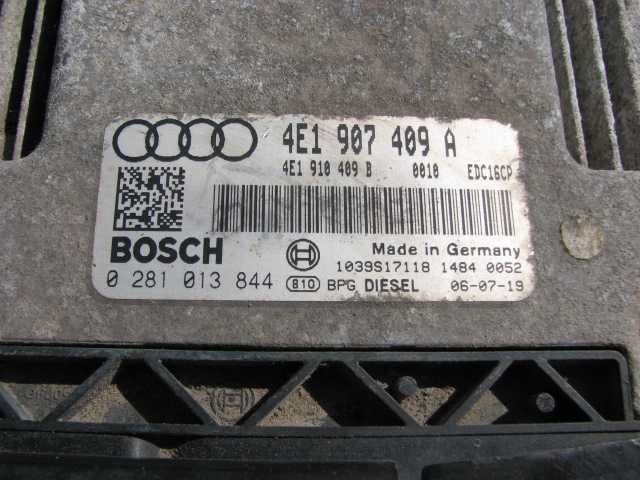 4E1 907 409 A
4E1 910 409 B 0010 EDC16CP
BOSCH
Made in Germany
1039S17118 1484 0052
0 281 013 844 810 BPG DIESEL 06-07-19